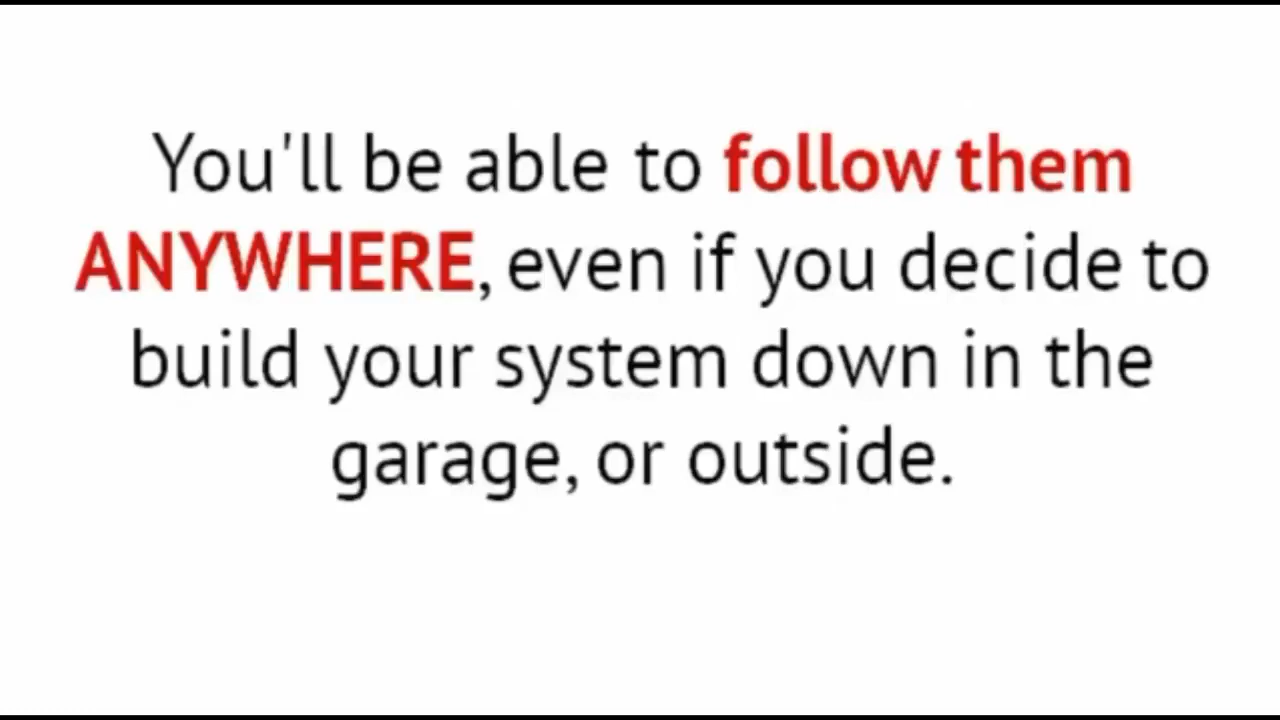 You'll be able to follow them
ANYWHERE, even if you decide to
build your system down in the
garage, or outside.